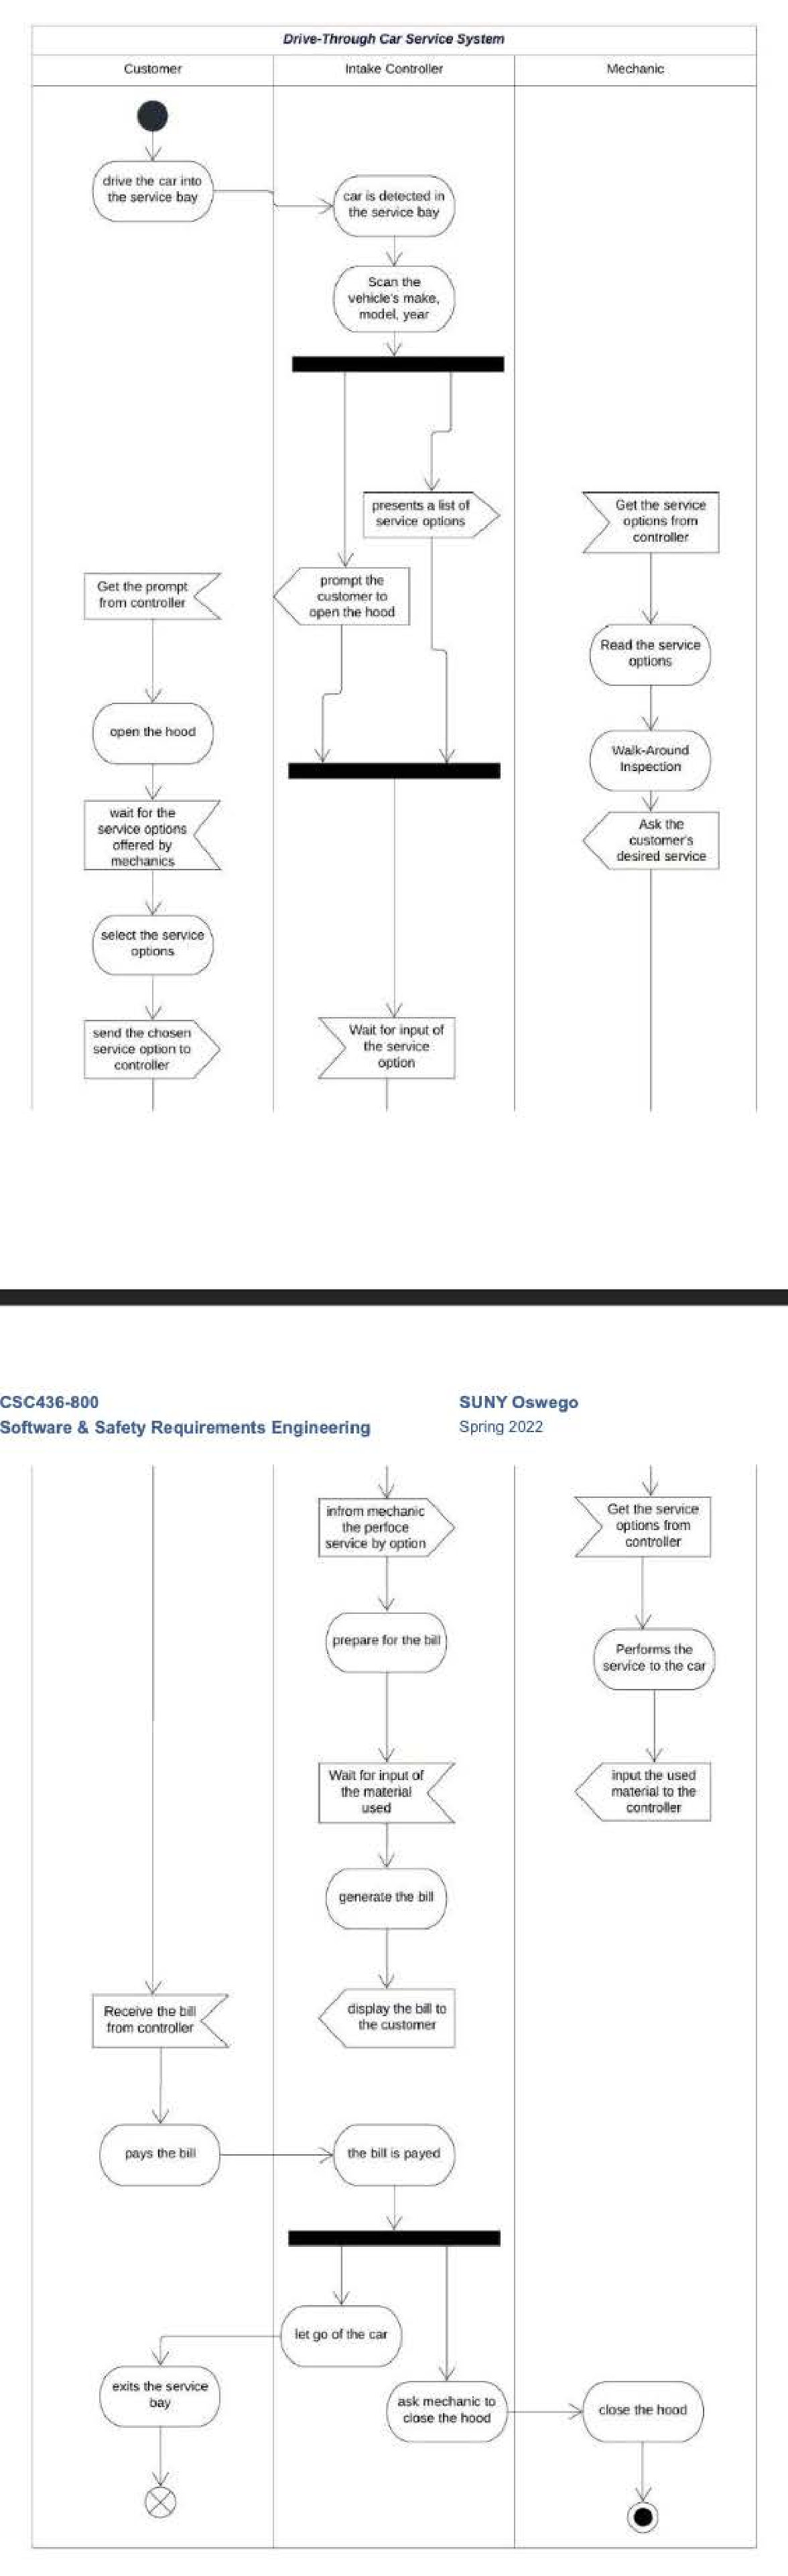 Drive-Through Car Service System
Customer
Intake Controller
Mechanic
drive the car into
the service bay
car is detected in
the service bay
Scan the
vehicle's make,
model, year
presents a list of
service options
Get the service
options from
controller
Get the prompt
from controller
prompt the
customer to
open the hood
Read the service
options
open the hood
Walk-Around
Inspection
wait for the
service options
offered by
mechanics
Ask the
customer's
desired service
select the service
options
send the chosen
service option to
controller
Wait for input of
the service
option
CSC436-800
SUNY Oswego
Software & Safety Requirements Engineering
Spring 2022
infrom mechanic
the perfoce
service by option
Get the service
options from
controller
prepare for the bill
Performs the
service to the car
Wait for input of
the material
used
input the used
material to the
controller
generate the bill
Receive the bill
from controller
display the bill to
the customer
pays the bill
the bill is payed
let go of the car
exits the service
bay
ask mechanic to
close the hood
close the hood